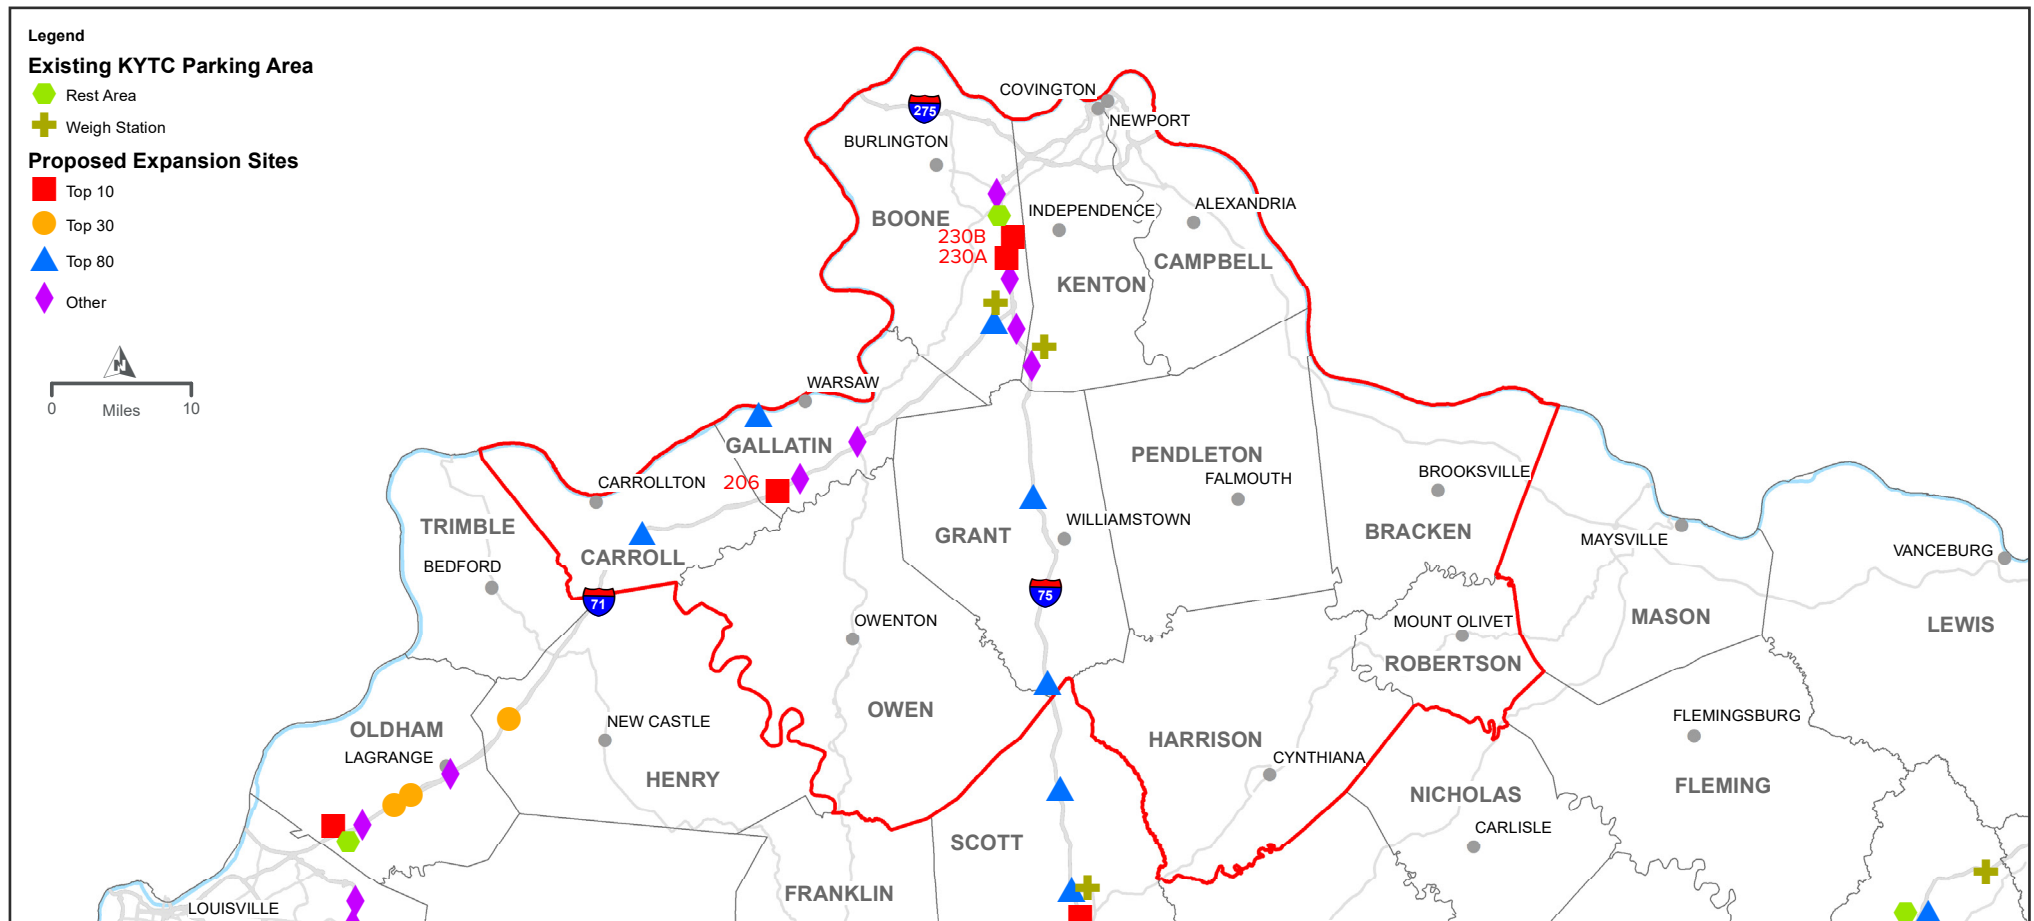 Legend
Existing KYTC Parking Area
Rest Area
Weigh Station
Proposed Expansion Sites
Top 10
Top 30
Top 80
Other
N
0 Miles 10
COVINGTON
275
NEWPORT
BURLINGTON
BOONE
INDEPENDENCE
ALEXANDRIA
230B
230A
CAMPBELL
KENTON
WARSAW
GALLATIN
PENDLETON
FALMOUTH
BROOKSVILLE
CARROLLTON
206
TRIMBLE
WILLIAMSTOWN
GRANT
BRACKEN
MAYSVILLE
VANCEBURG
CARROLL
BEDFORD
71
75
OWENTON
MOUNT OLIVET
MASON
LEWIS
ROBERTSON
OWEN
NEW CASTLE
FLEMINGSBURG
OLDHAM
LAGRANGE
HARRISON
CYNTHIANA
HENRY
NICHOLAS
FLEMING
CARLISLE
SCOTT
FRANKLIN
LOUISVILLE